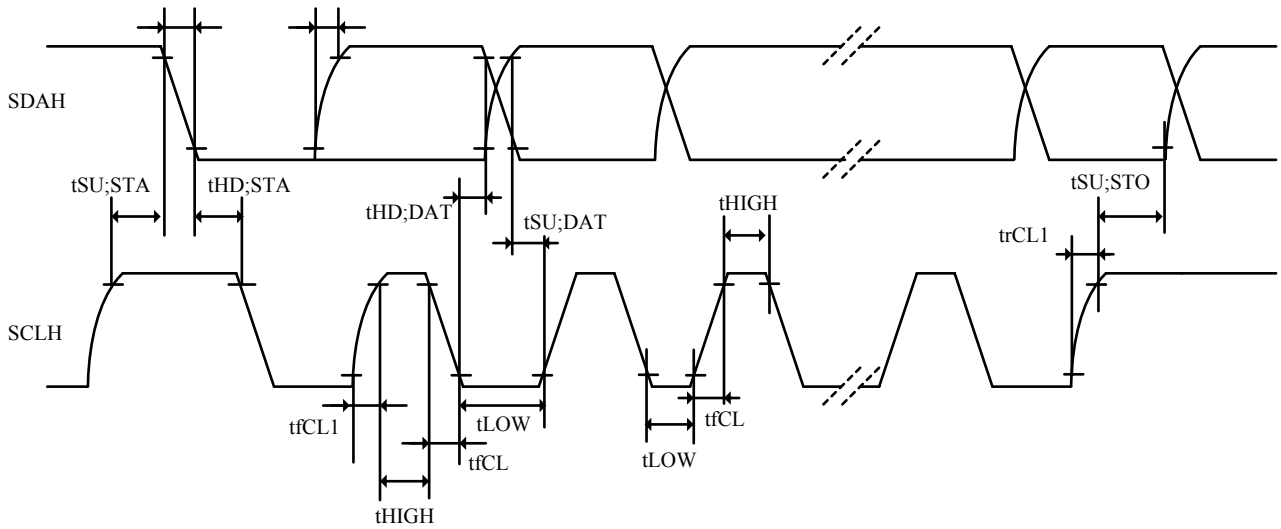 SDAH
tSU;STA
tHD;STA
tHD;DAT
tSU;DAT
tHIGH
tSU;STO
trCL1
SCLH
tfCL1
tLOW
tfCL
tHIGH
tfCL
tLOW